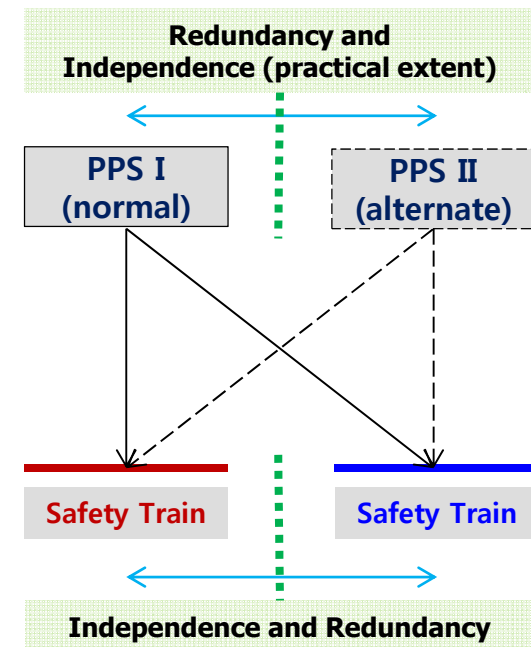 Redundancy and
Independence (practical extent)
PPS I
(normal)
PPS II
(alternate)
Safety Train
Safety Train
Independence and Redundancy